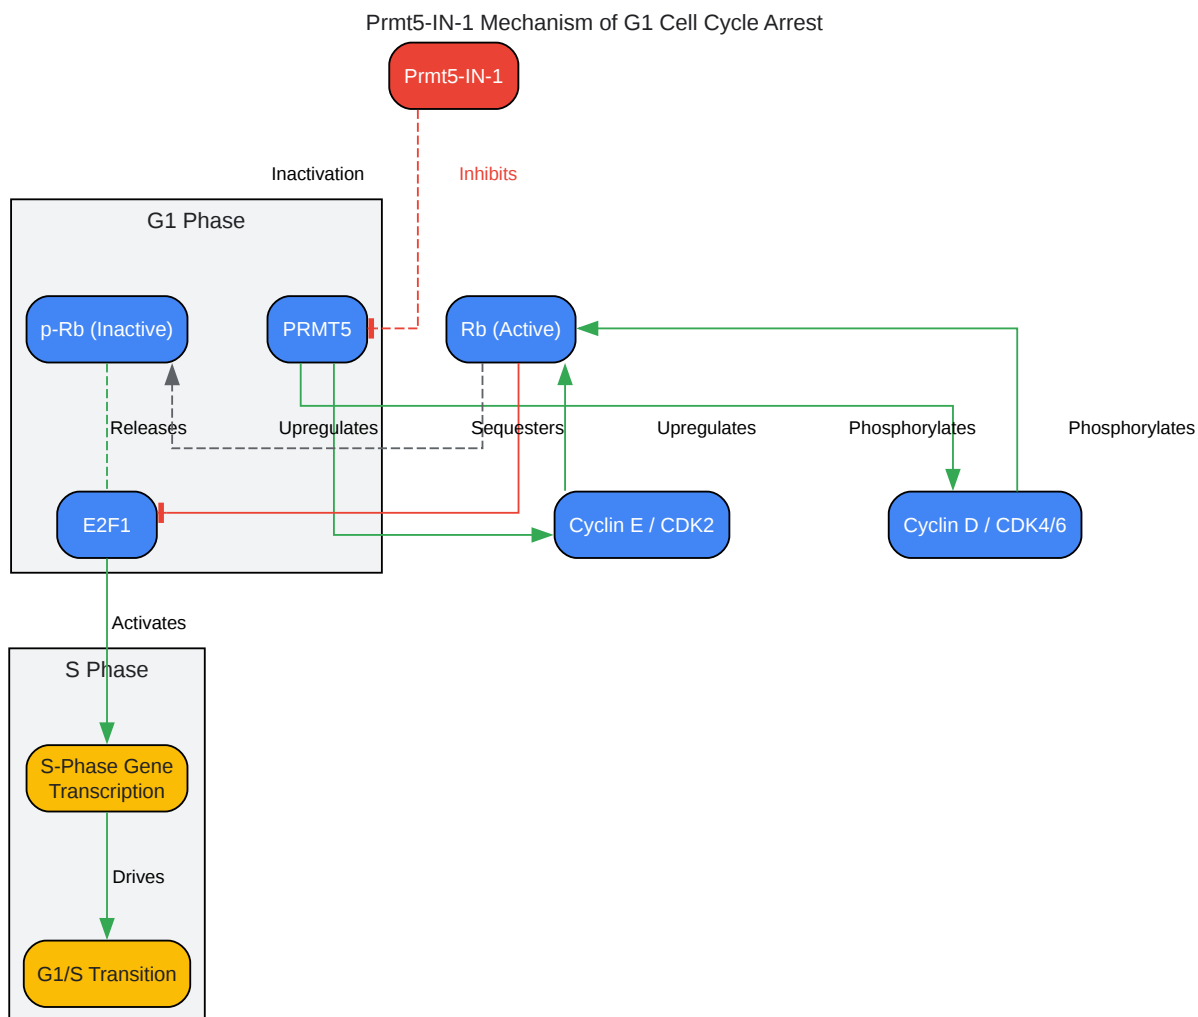 Prmt5-IN-1 Mechanism of G1 Cell Cycle Arrest
Prmt5-IN-1
Inactivation
Inhibits
G1 Phase
p-Rb (Inactive)
PRMT5
Rb (Active)
Releases
Upregulates
Sequesters
Upregulates
Phosphorylates
Phosphorylates
E2F1
Cyclin E / CDK2
Cyclin D / CDK4/6
Activates
S Phase
S-Phase Gene
Transcription
Drives
G1/S Transition